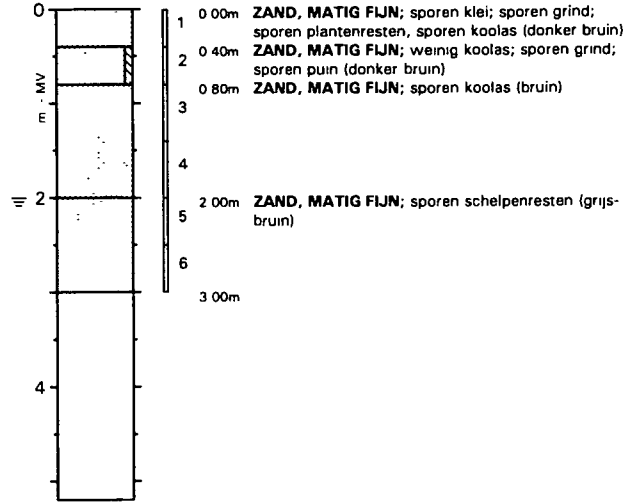 0
1
0 00m ZAND, MATIG FIJN; sporen klei; sporen grind;
sporen plantenresten, sporen koolas (donker bruin)
2
0 40m ZAND, MATIG FIJN; weinig koolas; sporen grind;
sporen puin (donker bruin)
m - MV
0 80m ZAND, MATIG FIJN; sporen koolas (bruin)
3
4
2
5
2 00m ZAND, MATIG FIJN; sporen schelpenresten (grijs-
bruin)
6
3 00m
4